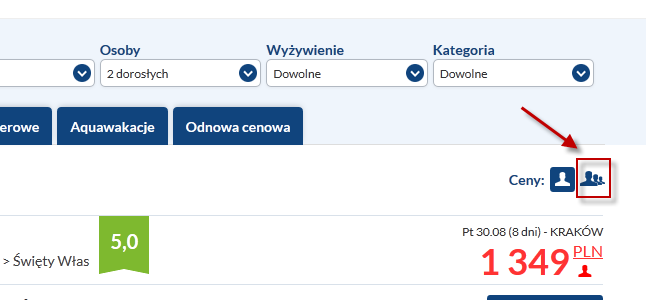 Osoby Wyżywienie Kategoria
2 dorosłych Dowolne Dowolne
erowe Aquawakacje Odnowa cenowa
Ceny:
5,0
Pt 30.08 (8 dni) - KRAKÓW
> Święty Włas
1 349 PLN